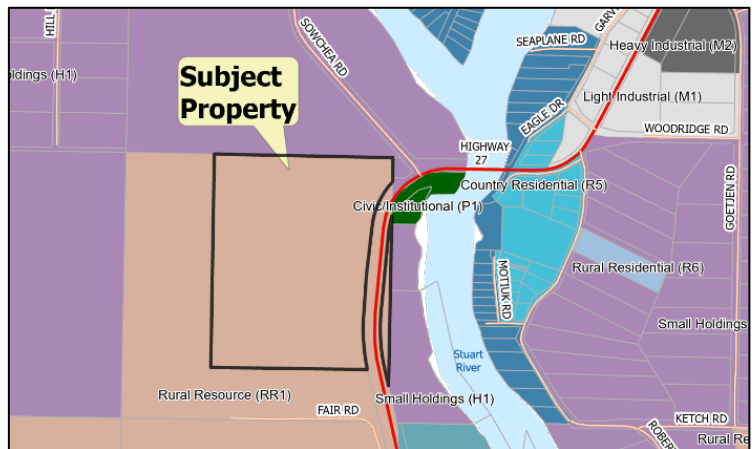 HILL
SOWCHEA RD
SEAPLANE RD
GARV
Heavy Industrial (M2)
oldings (H1)
Subject
Property
Light Industrial (M1)
EAGLE DR
WOODRIDGE RD
HIGHWAY
27
Country Residential (R5)
GOETJEN RD
Civic/Institutional (P1)
Rural Residential (R6)
MOTIUK RD
Small Holdings
Stuart
River
Rural Resource (RR1)
Small Holdings (H1)
FAIR RD
KETCH RD
ROBER
Rural Re